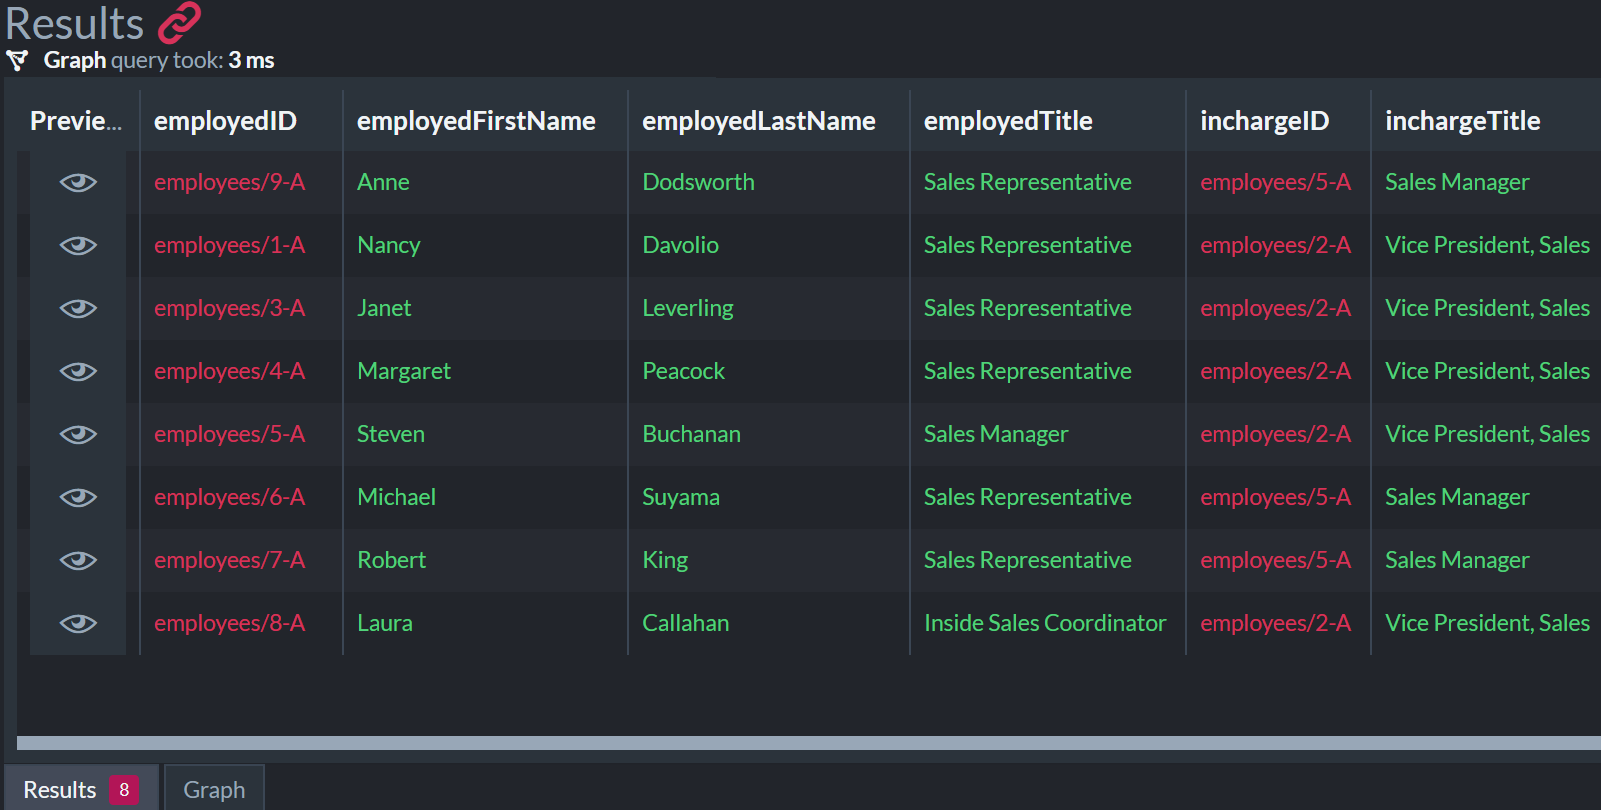 Results
Graph query took: 3 ms
Previe... employedID employedFirstName employedLastName employedTitle inchargeID inchargeTitle
employees/9-A Anne Dodsworth Sales Representative employees/5-A Sales Manager
employees/1-A Nancy Davolio Sales Representative employees/2-A Vice President, Sales
employees/3-A Janet Leverling Sales Representative employees/2-A Vice President, Sales
employees/4-A Margaret Peacock Sales Representative employees/2-A Vice President, Sales
employees/5-A Steven Buchanan Sales Manager employees/2-A Vice President, Sales
employees/6-A Michael Suyama Sales Representative employees/5-A Sales Manager
employees/7-A Robert King Sales Representative employees/5-A Sales Manager
employees/8-A Laura Callahan Inside Sales Coordinator employees/2-A Vice President, Sales
Results 8 Graph